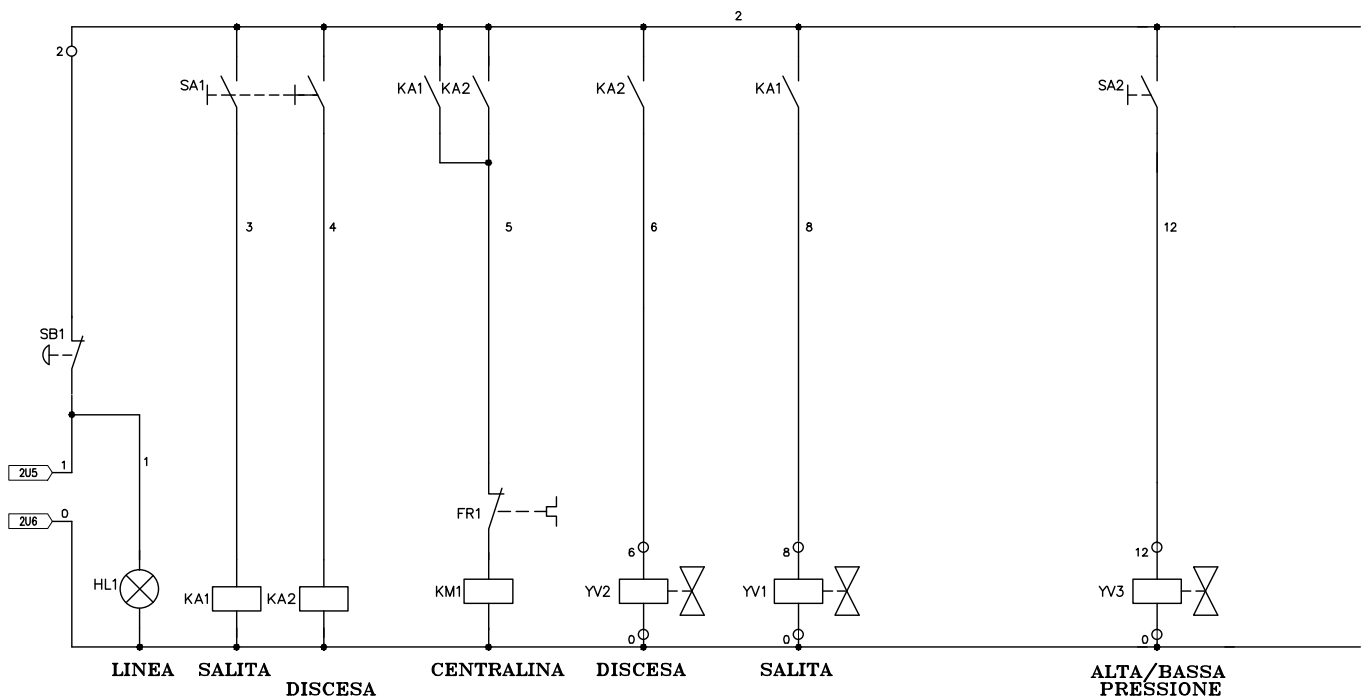 2
2
SA1
KA1 KA2
KA2
KA1
SA2
3
4
5
6
8
12
SB1
1
1
2U5
0
2U6
FR1
6
8
12
HL1
KA1
KA2
KM1
YV2
YV1
YV3
0
0
0
LINEA
SALITA
DISCESA
CENTRALINA
DISCESA
SALITA
ALTA/BASSA
PRESSIONE